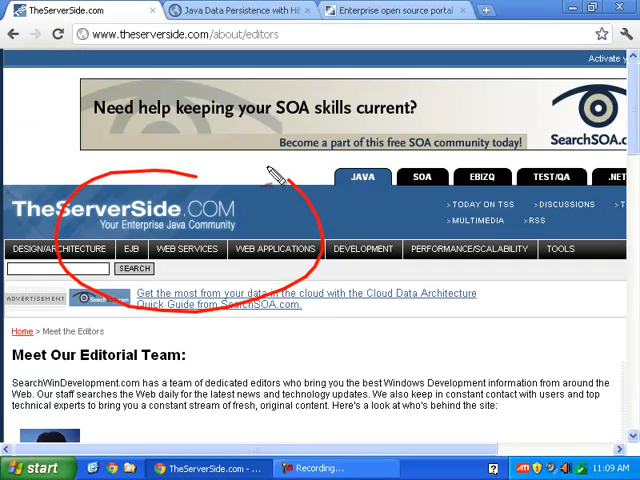 TheServerSide.com
Java Data Persistence with Hi
Enterprise open source portal
www.theserverside.com/about/editors
Activate y
Need help keeping your SOA skills current?
Become a part of this free SOA community today!
SearchSOA.com
JAVA
SOA
EBIZQ
TEST/QA
.NET
TheServerSide.COM
Your Enterprise Java Community
TODAY ON TSS
DISCUSSIONS
T
MULTIMEDIA
RSS
DESIGN/ARCHITECTURE
EJB
WEB SERVICES
WEB APPLICATIONS
DEVELOPMENT
PERFORMANCE/SCALABILITY
TOOLS
SEARCH
ADVERTISEMENT
SearchSOA.com
Get the most from your data in the cloud with the Cloud Data Architecture
Quick Guide from SearchSOA.com.
Home > Meet the Editors
Meet Our Editorial Team:
SearchWinDevelopment.com has a team of dedicated editors who bring you the best Windows Development information from around the
Web. Our staff searches the Web daily for the latest news and technology updates. We also keep in constant contact with users and top
technical experts to bring you a constant stream of fresh, original content. Here's a look at who's behind the site:
start
TheServerSide.com - ...
Recording...
ATI
11:09 AM